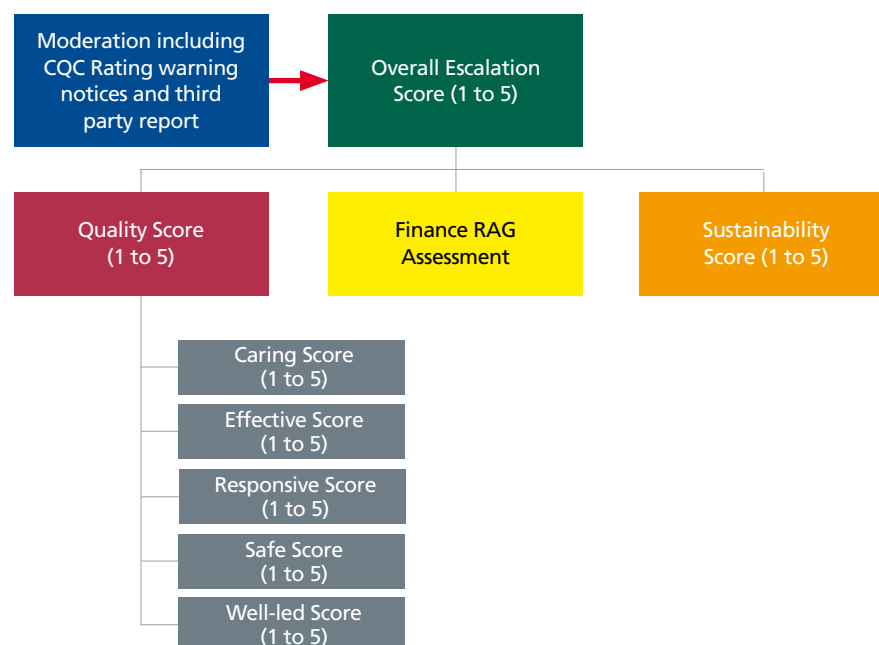 Moderation including
CQC Rating warning
notices and third
party report
Overall Escalation
Score (1 to 5)
Quality Score
(1 to 5)
Finance RAG
Assessment
Sustainability
Score (1 to 5)
Caring Score
(1 to 5)
Effective Score
(1 to 5)
Responsive Score
(1 to 5)
Safe Score
(1 to 5)
Well-led Score
(1 to 5)